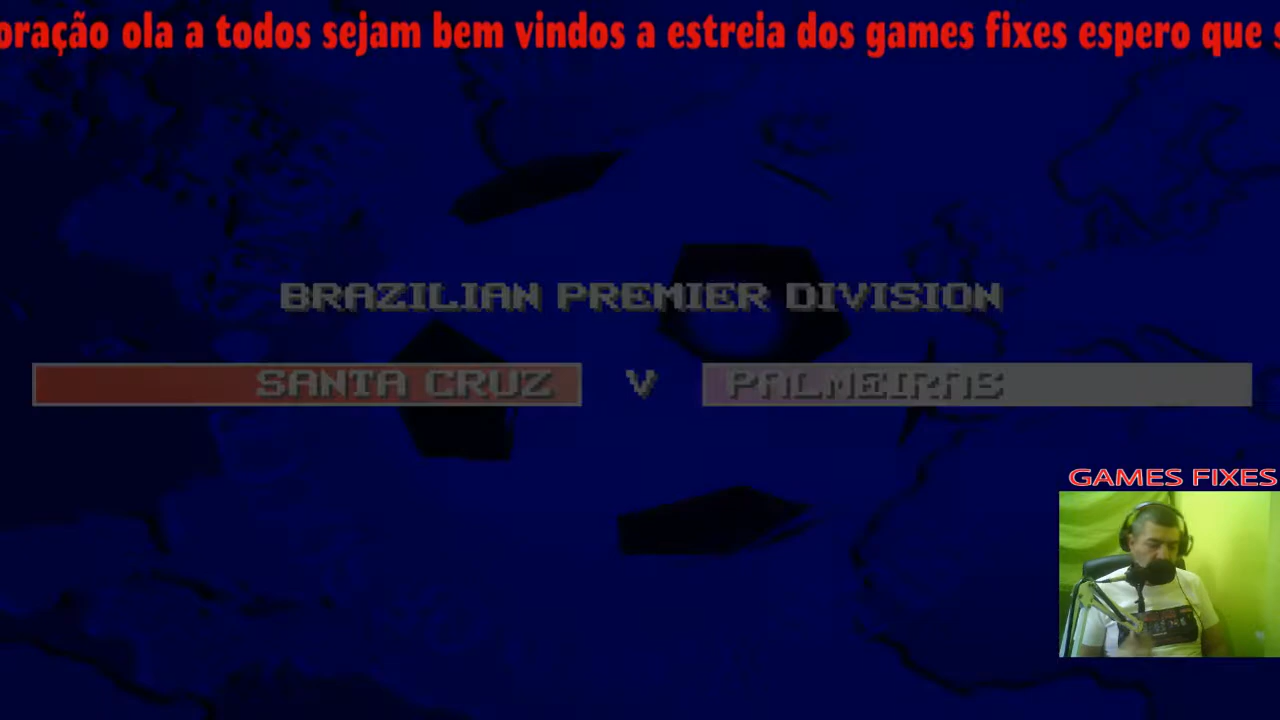 oração ola a todos sejam bem vindos a estreia dos games fixes espero que
BRAZILIAN PREMIER DIVISION
SANTA CRUZ V PALMEIRAS
GAMES FIXES